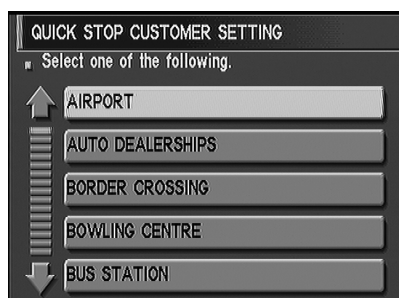 QUICK STOP CUSTOMER SETTING
Select one of the following.
AIRPORT
AUTO DEALERSHIPS
BORDER CROSSING
BOWLING CENTRE
BUS STATION